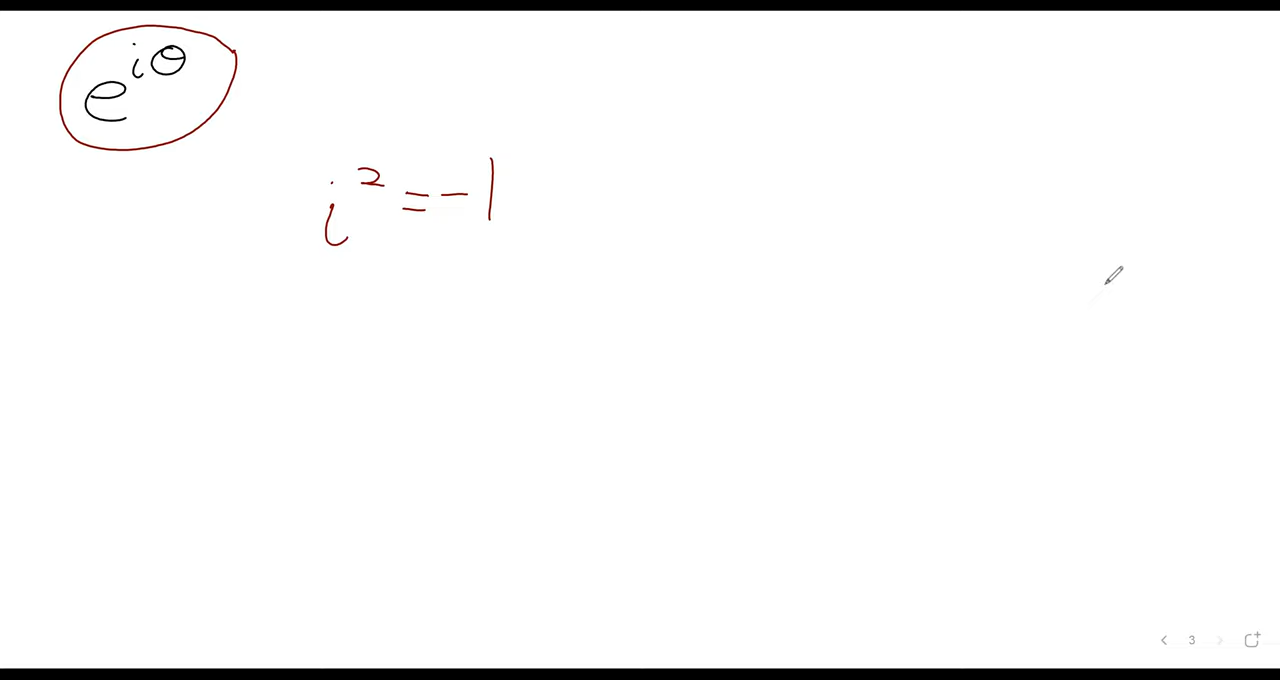 e^{iθ}
i² = -1
3